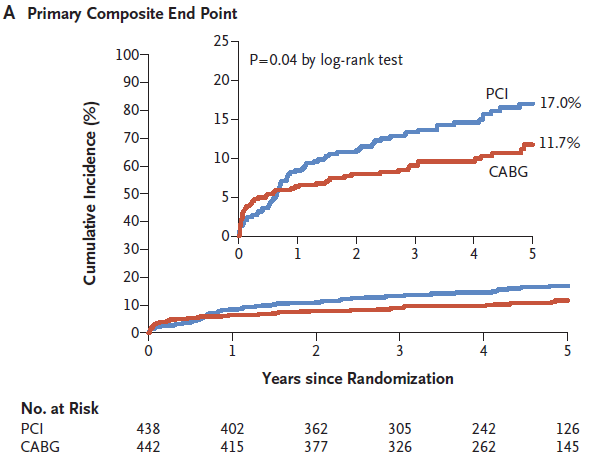 A Primary Composite End Point
Cumulative Incidence (%)
100
90
80
70
60
50
40
30
20
10
0
0 1 2 3 4 5
25
20
15
10
5
0
0 1 2 3 4 5
P=0.04 by log-rank test
PCI
17.0%
11.7%
CABG
Years since Randomization
No. at Risk
PCI 438 402 362 305 242 126
CABG 442 415 377 326 262 145